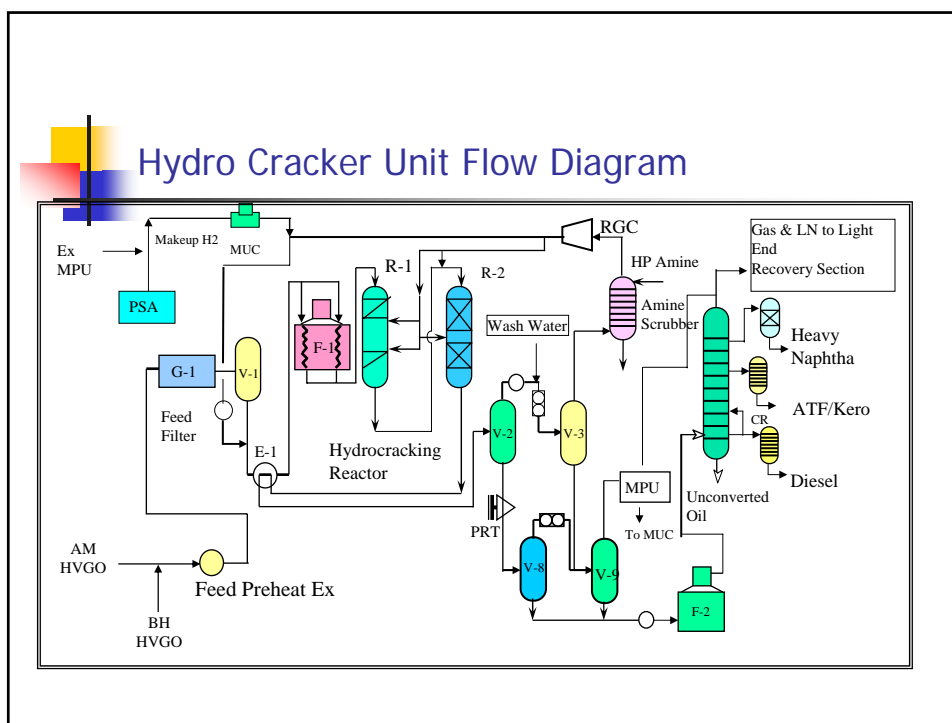 Hydro Cracker Unit Flow Diagram
Ex
MPU
Makeup H2
MUC
PSA
RGC
Gas & LN to Light
End
Recovery Section
HP Amine
Amine
Scrubber
R-1
R-2
Wash Water
F-1
G-1
V-1
Feed
Filter
E-1
Hydrocracking
Reactor
V-2
V-3
PRT
V-8
V-9
MPU
To MUC
Heavy
Naphtha
ATF/Kero
CR
Diesel
Unconverted
Oil
F-2
AM
HVGO
BH
HVGO
Feed Preheat Ex